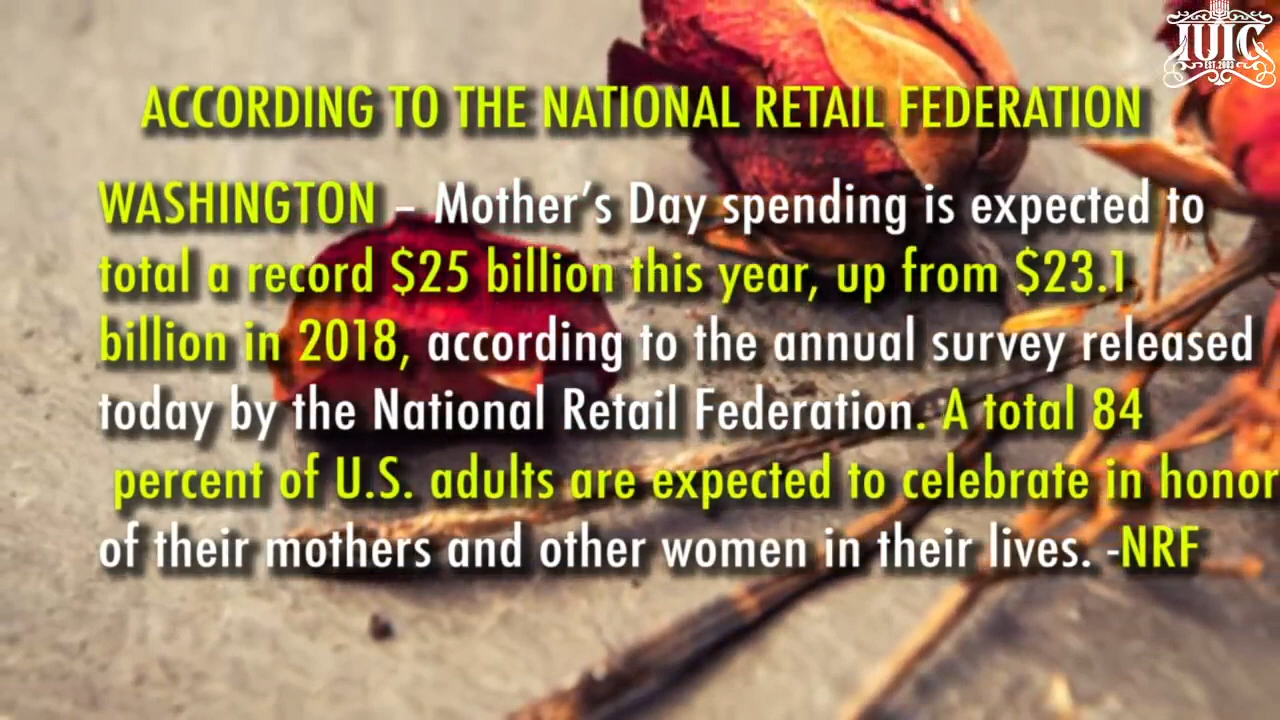 IUIC
EST.2003
ACCORDING TO THE NATIONAL RETAIL FEDERATION
WASHINGTON – Mother’s Day spending is expected to
total a record $25 billion this year, up from $23.1
billion in 2018, according to the annual survey released
today by the National Retail Federation. A total 84
percent of U.S. adults are expected to celebrate in honor
of their mothers and other women in their lives. -NRF